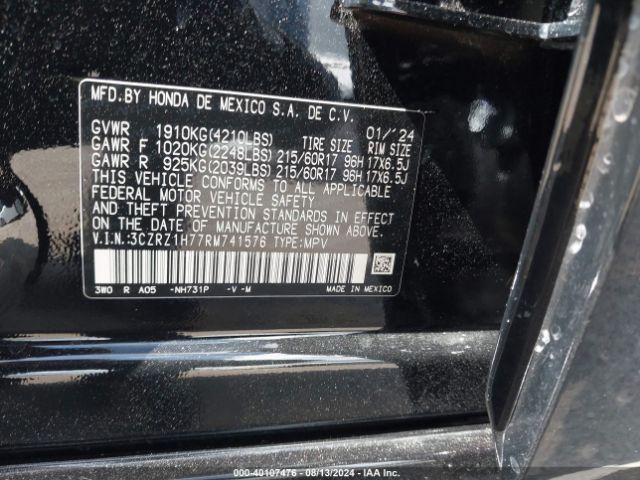 MFD.BY HONDA DE MEXICO S.A. DE C.V.
GVWR 1910KG(4210LBS) 01/'24
GAWR F 1020KG(2248LBS) TIRE SIZE RIM SIZE
GAWR R 925KG(2039LBS) 215/60R17 96H 17X6.5J
215/60R17 96H 17X6.5J
THIS VEHICLE CONFORMS TO ALL APPLICABLE
FEDERAL MOTOR VEHICLE SAFETY
AND THEFT PREVENTION STANDARDS IN EFFECT
ON THE DATE OF MANUFACTURE SHOWN ABOVE.
V.I.N:3CZRZ1H77RM741576 TYPE:MPV
3W0 R A05 -NH731P -V -M MADE IN MEXICO
000-40107476 - 08/13/2024 - IAA Inc.